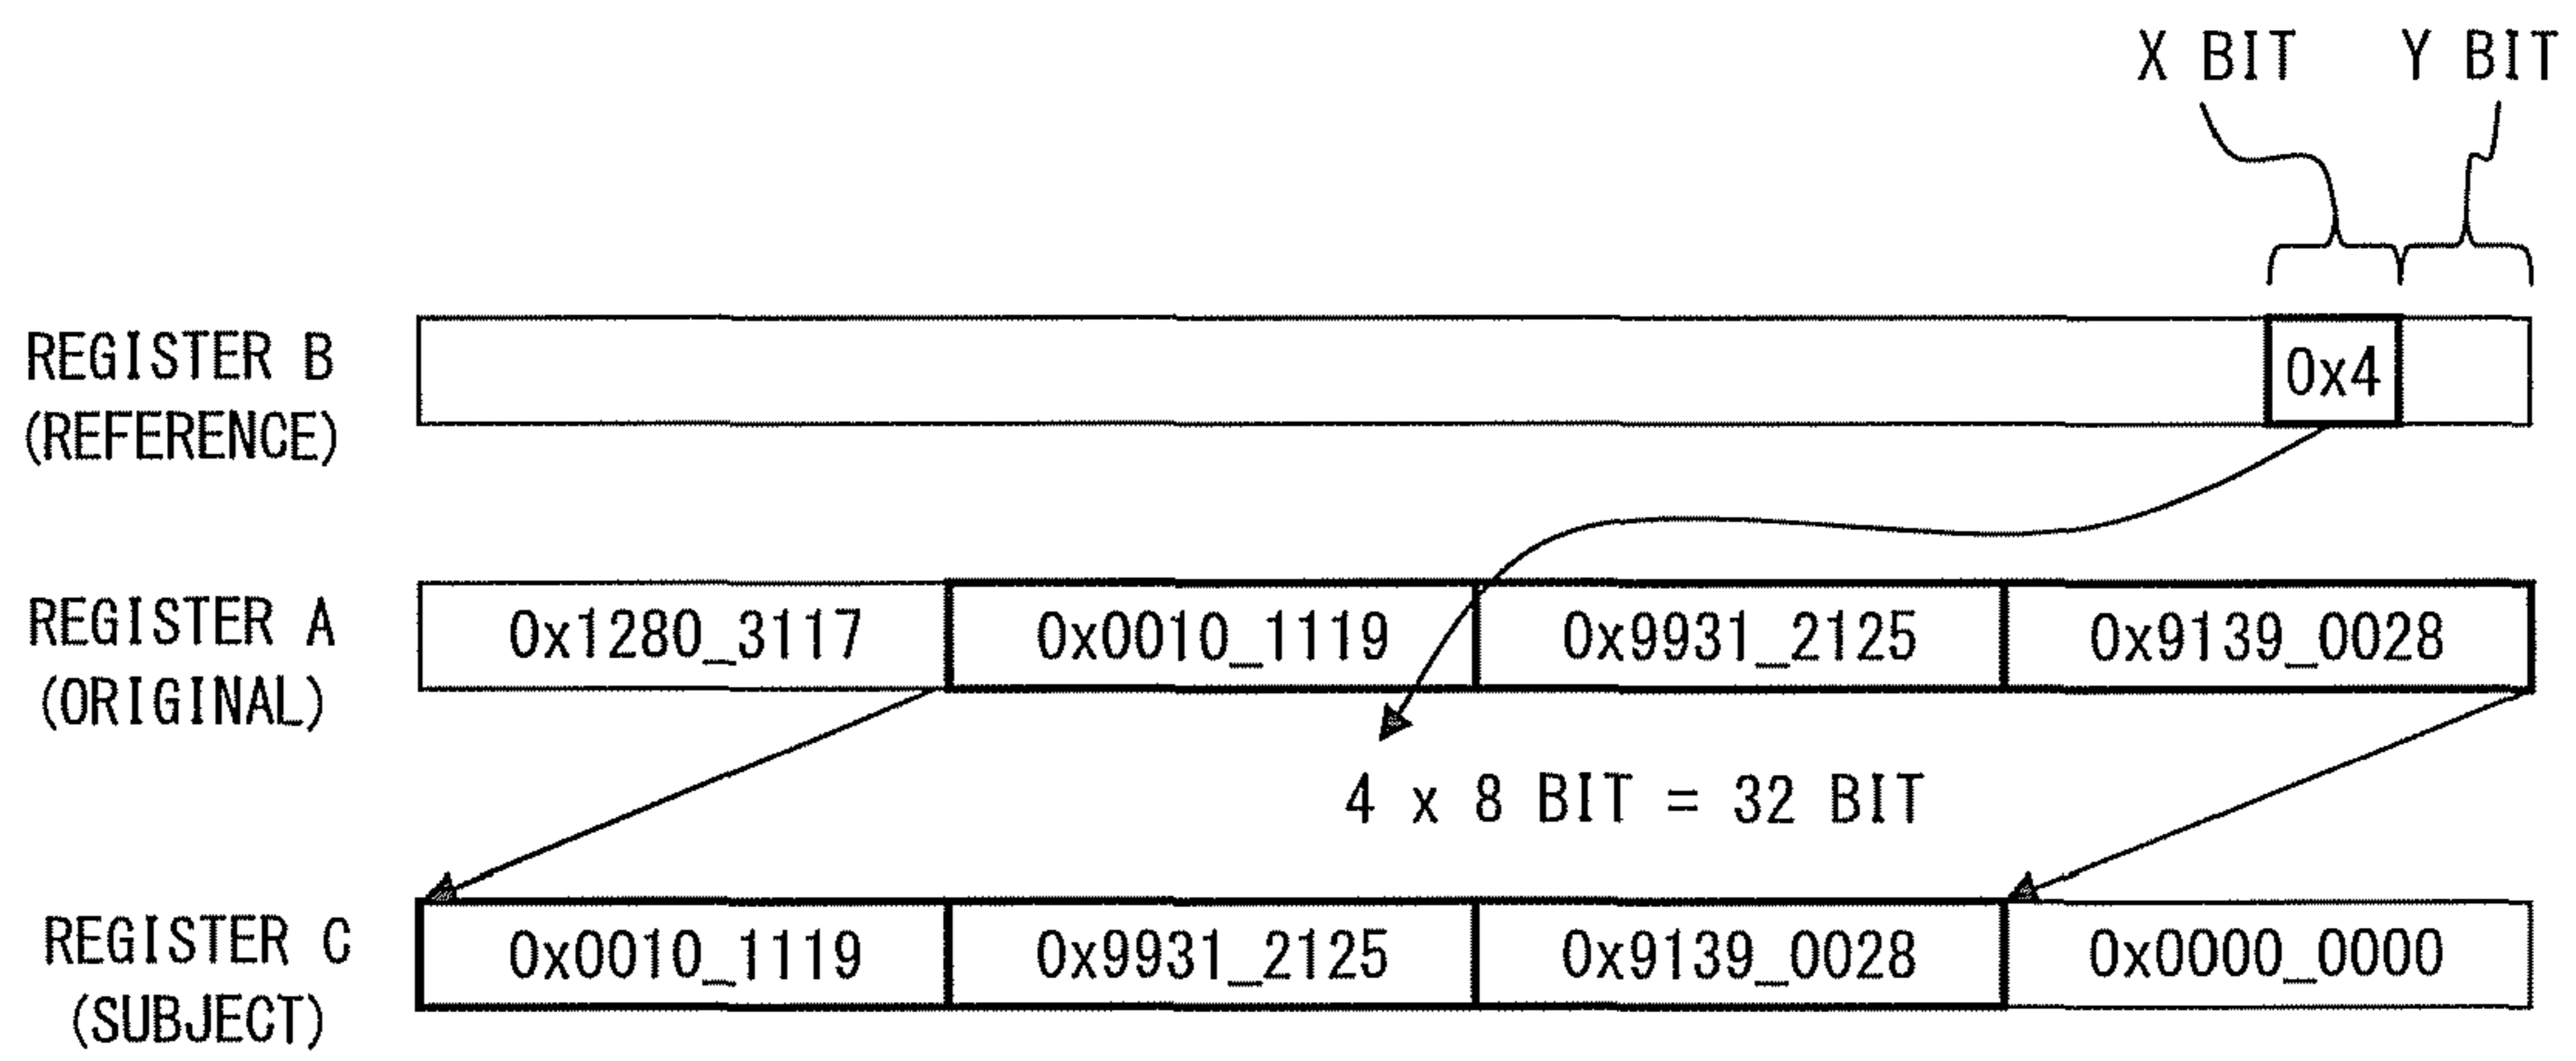 X BIT Y BIT
REGISTER B
(REFERENCE)
0x4
REGISTER A
(ORIGINAL)
0x1280_3117 0x0010_1119 0x9931_2125 0x9139_0028
4 x 8 BIT = 32 BIT
REGISTER C
(SUBJECT)
0x0010_1119 0x9931_2125 0x9139_0028 0x0000_0000